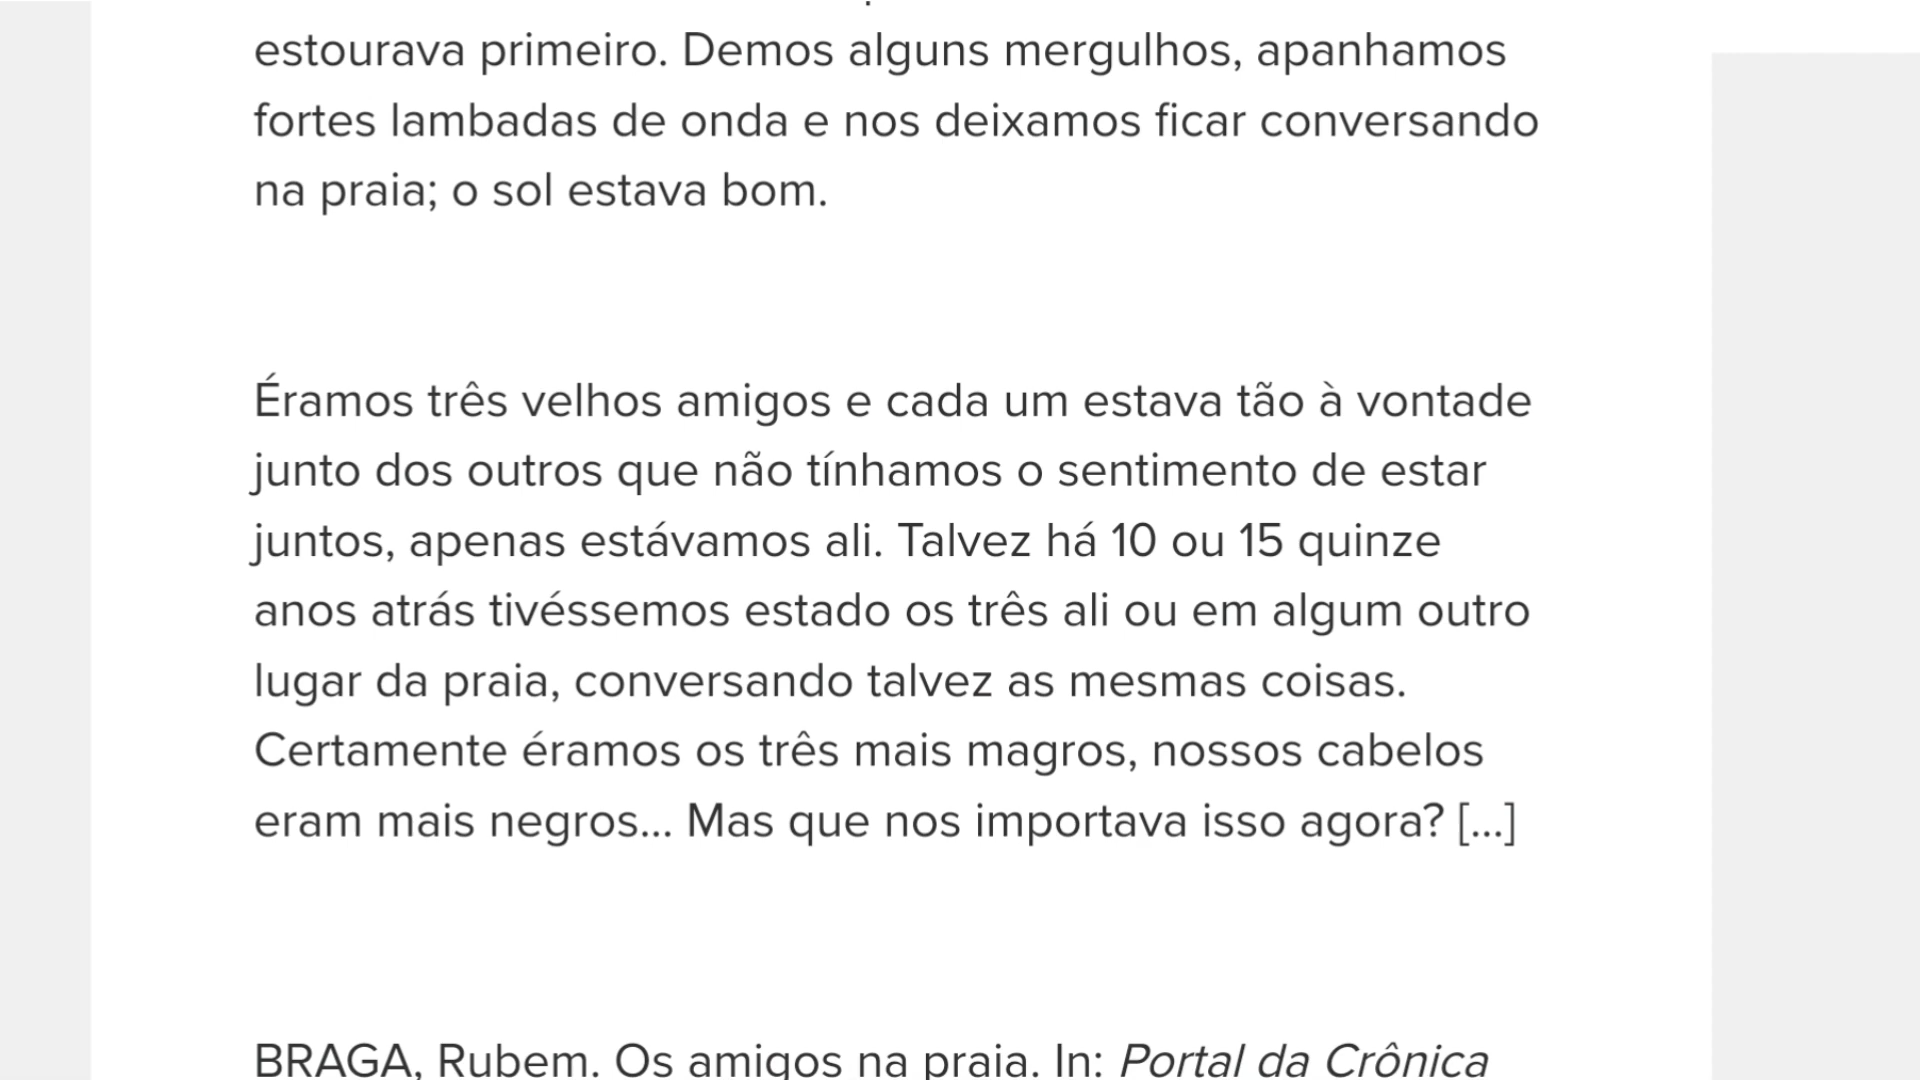 estourava primeiro. Demos alguns mergulhos, apanhamos
fortes lambadas de onda e nos deixamos ficar conversando
na praia; o sol estava bom.
Éramos três velhos amigos e cada um estava tão à vontade
junto dos outros que não tínhamos o sentimento de estar
juntos, apenas estávamos ali. Talvez há 10 ou 15 quinze
anos atrás tivéssemos estado os três ali ou em algum outro
lugar da praia, conversando talvez as mesmas coisas.
Certamente éramos os três mais magros, nossos cabelos
eram mais negros... Mas que nos importava isso agora? [...]
BRAGA, Rubem. Os amigos na praia. In: Portal da Crônica